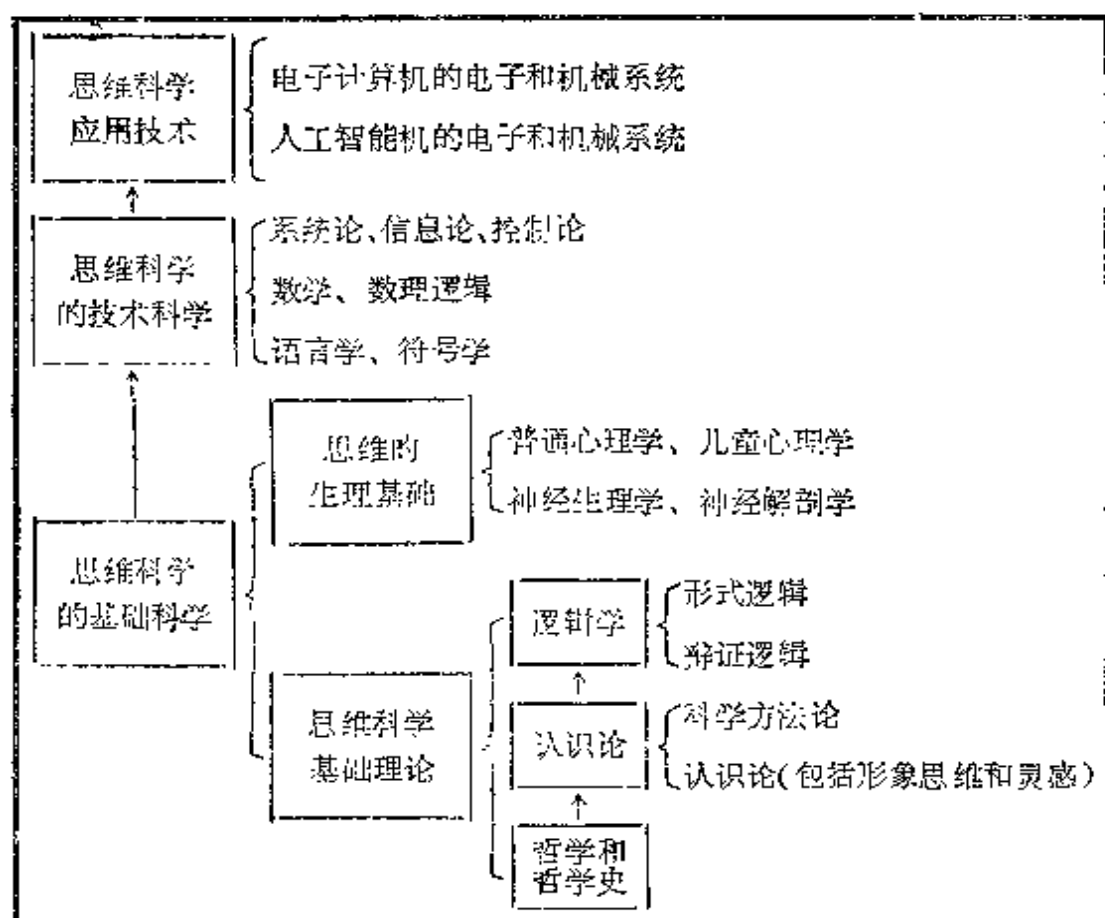 思维科学
应用技术
电子计算机的电子和机械系统
人工智能机的电子和机械系统
思维科学
的技术科学
系统论、信息论、控制论
数学、数理逻辑
语言学、符号学
思维的
生理基础
普通心理学、儿童心理学
神经生理学、神经解剖学
思维科学
的基础科学
思维科学
基础理论
逻辑学
形式逻辑
辩证逻辑
认识论
科学方法论
认识论(包括形象思维和灵感)
哲学和
哲学史